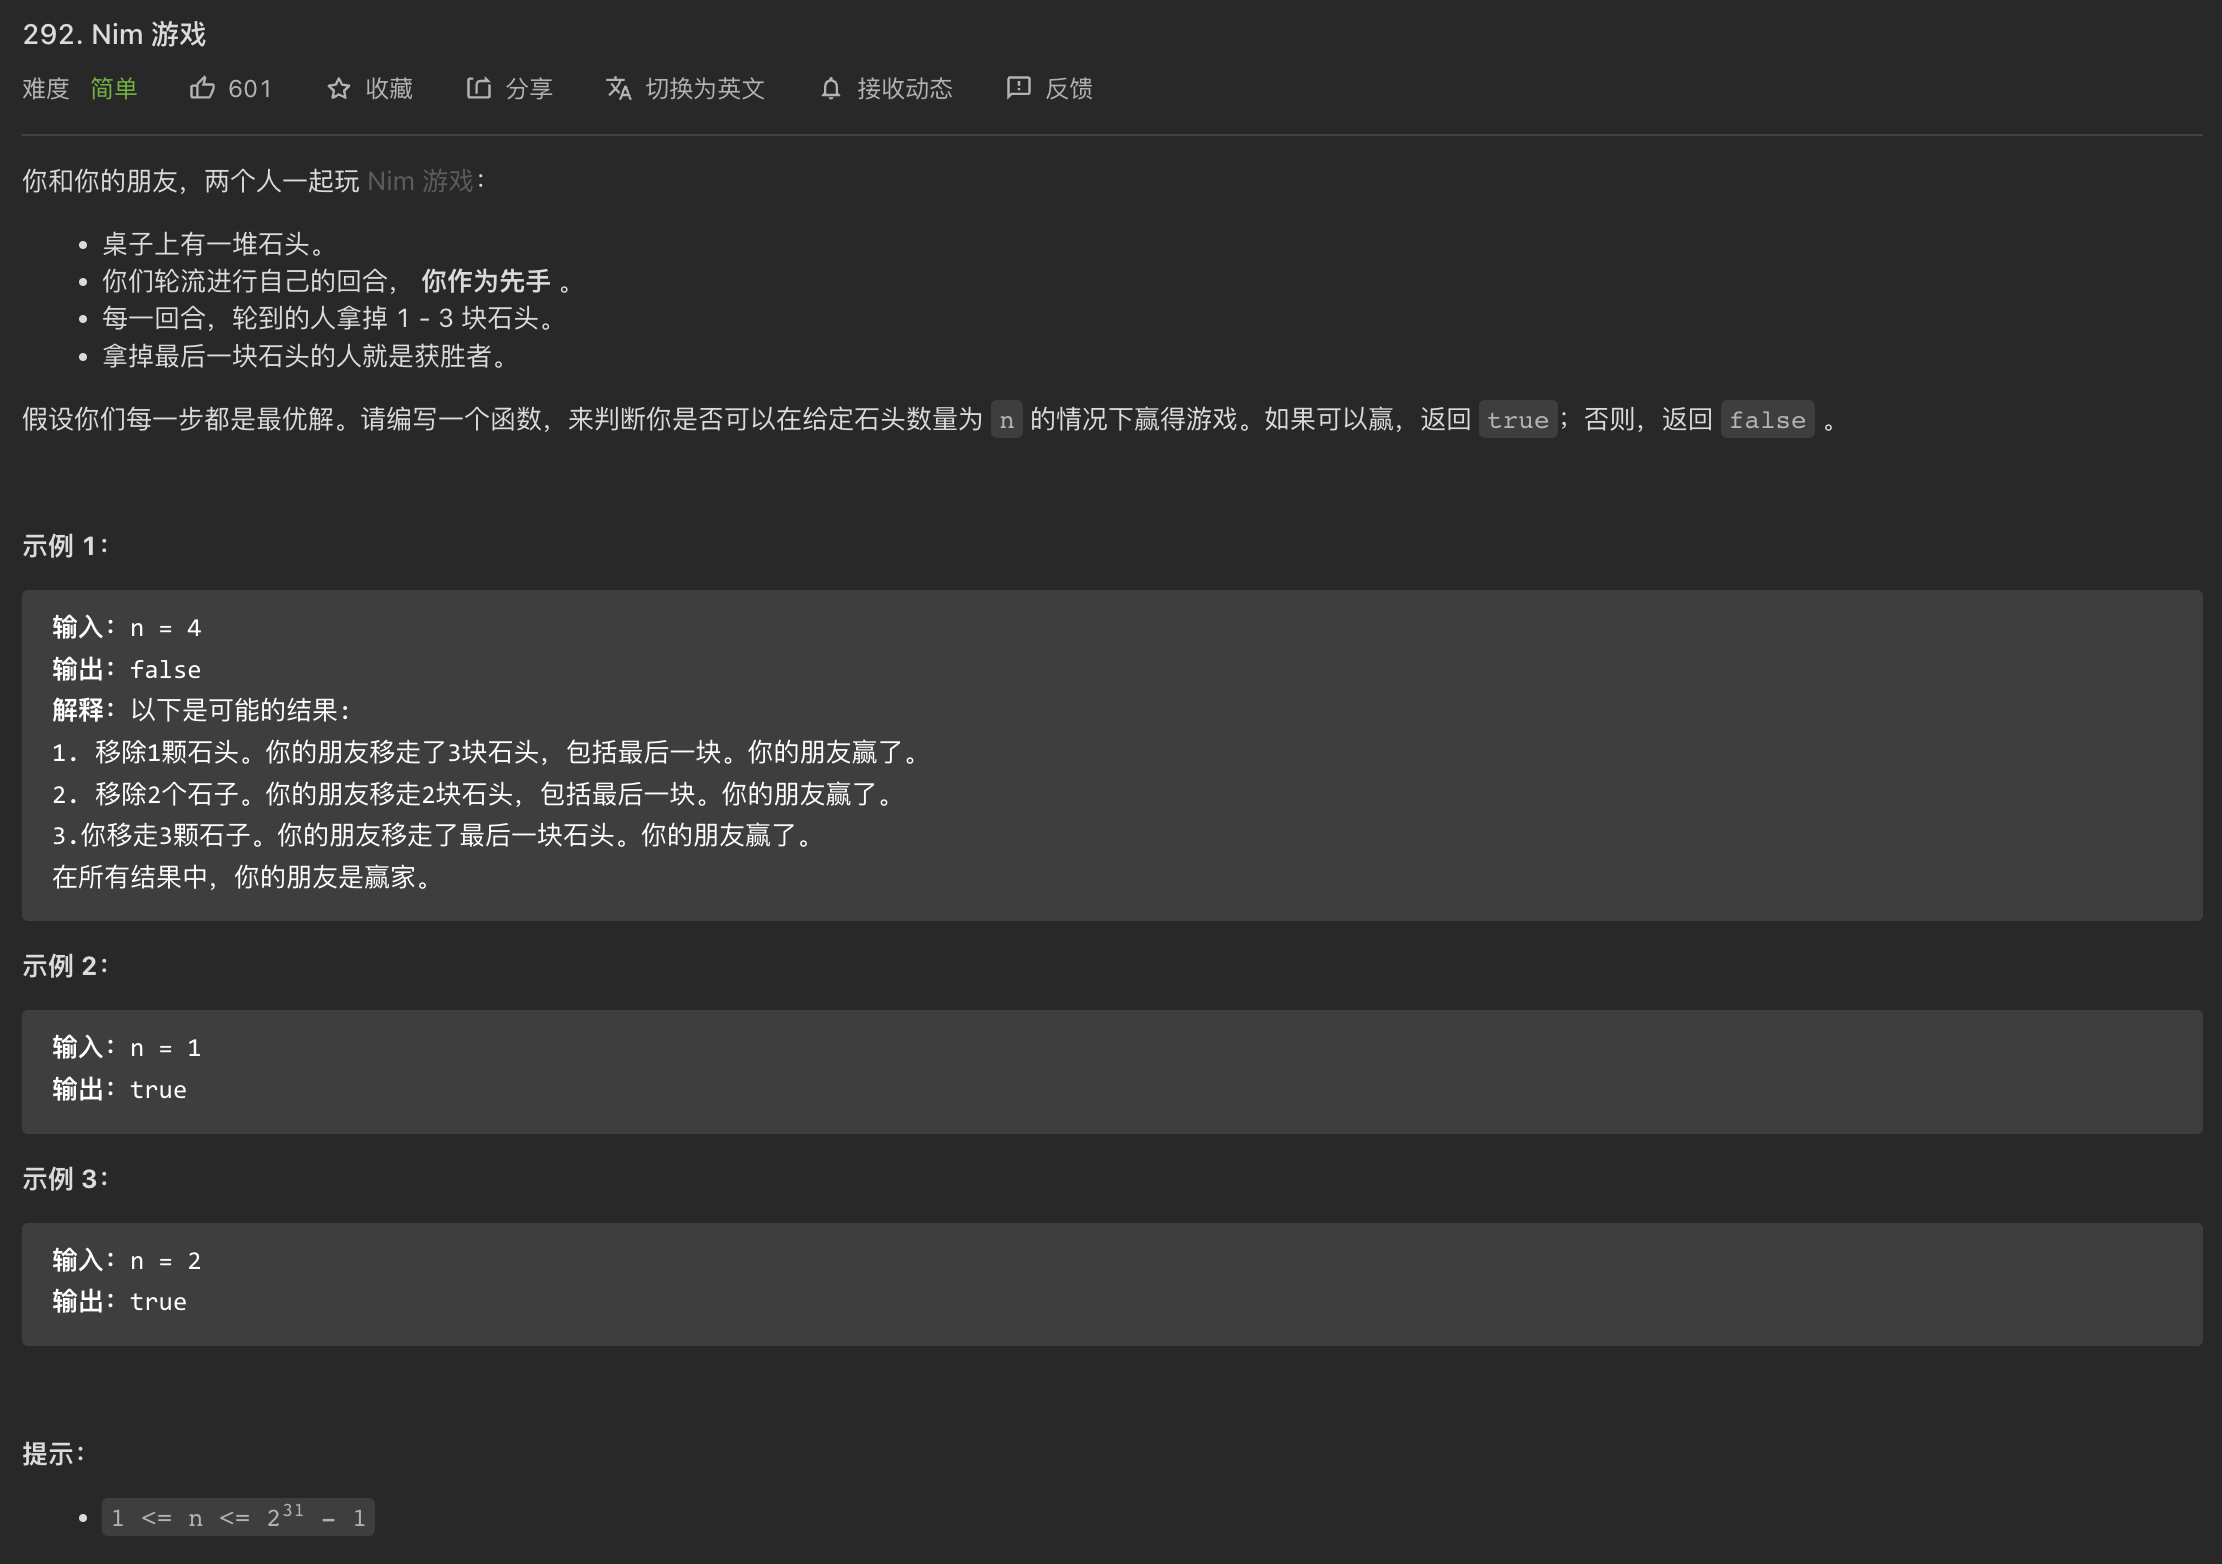 292. Nim 游戏
难度 简单 601 收藏 分享 切换为英文 接收动态 反馈
你和你的朋友，两个人一起玩 Nim 游戏：
• 桌子上有一堆石头。
• 你们轮流进行自己的回合， 你作为先手 。
• 每一回合，轮到的人拿掉 1 - 3 块石头。
• 拿掉最后一块石头的人就是获胜者。
假设你们每一步都是最优解。请编写一个函数，来判断你是否可以在给定石头数量为 n 的情况下赢得游戏。如果可以赢，返回 true；否则，返回 false 。
示例 1：
输入：n = 4
输出：false
解释：以下是可能的结果：
1. 移除1颗石头。你的朋友移走了3块石头，包括最后一块。你的朋友赢了。
2. 移除2个石子。你的朋友移走2块石头，包括最后一块。你的朋友赢了。
3.你移走3颗石子。你的朋友移走了最后一块石头。你的朋友赢了。
在所有结果中，你的朋友是赢家。
示例 2：
输入：n = 1
输出：true
示例 3：
输入：n = 2
输出：true
提示：
• 1 <= n <= 2³¹ - 1